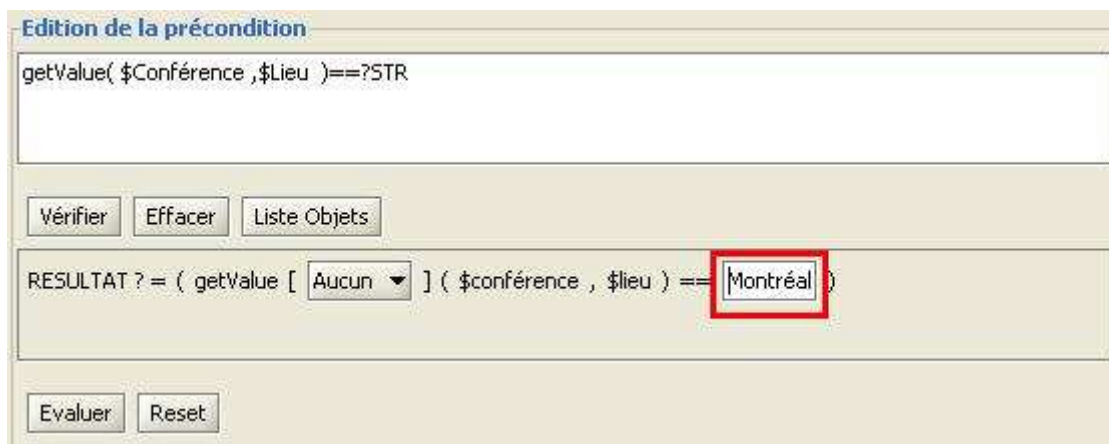 Edition de la précondition
getValue( $Conférence ,$Lieu )==?STR
Vérifier Effacer Liste Objets
RESULTAT ? = ( getValue [ Aucun ] ( $conférence , $lieu ) == Montréal )
Evaluer Reset